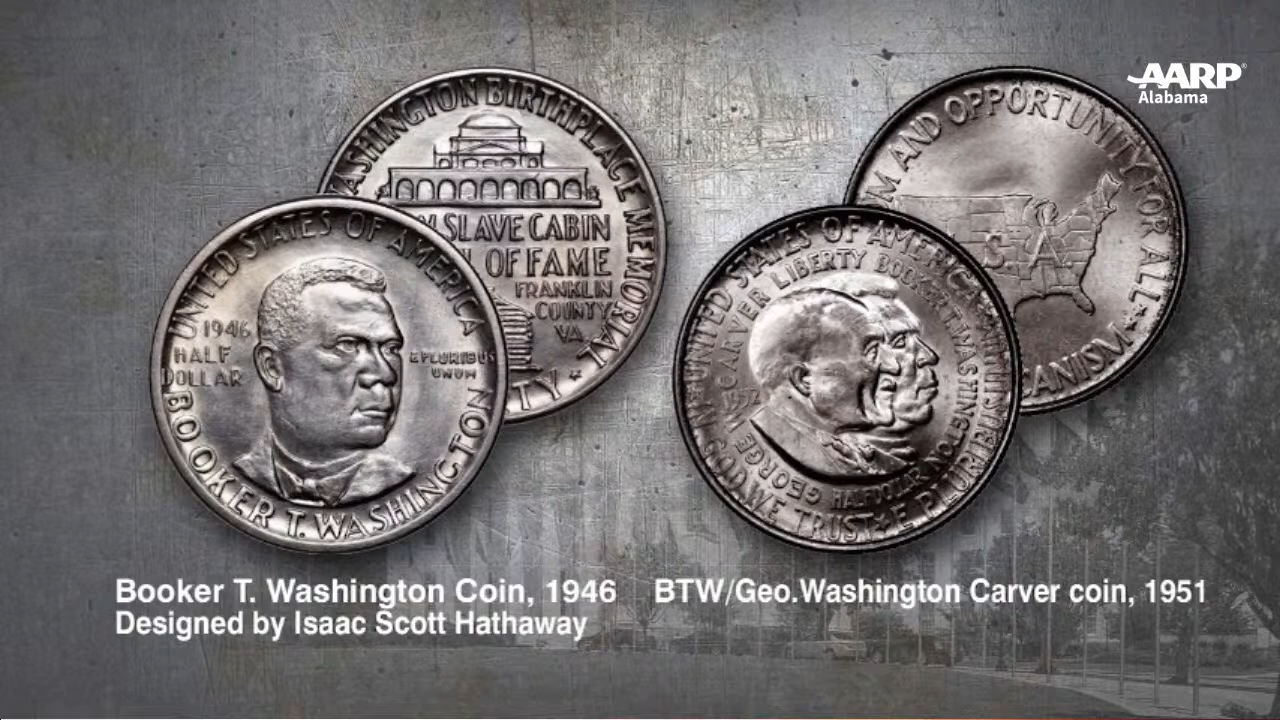 AARP
Alabama
WASHINGTON BIRTHPLACE MEMORIAL
SLAVE CABIN
OF FAME
FRANKLIN
COUNTY
VA.
TY
UNITED STATES OF AMERICA
1946
HALF
DOLLAR
E PLURIBUS
UNUM
BOOKER T. WASHINGTON
M AND OPPORTUNITY FOR ALL
S A
ANISM
UNITED STATES OF AMERICA
GEORGE W CARVER LIBERTY BOOKER T. WASHINGTON
HALF DOLLAR
IN GOD WE TRUST E PLURIBUS
Booker T. Washington Coin, 1946
Designed by Isaac Scott Hathaway
BTW/Geo.Washington Carver coin, 1951